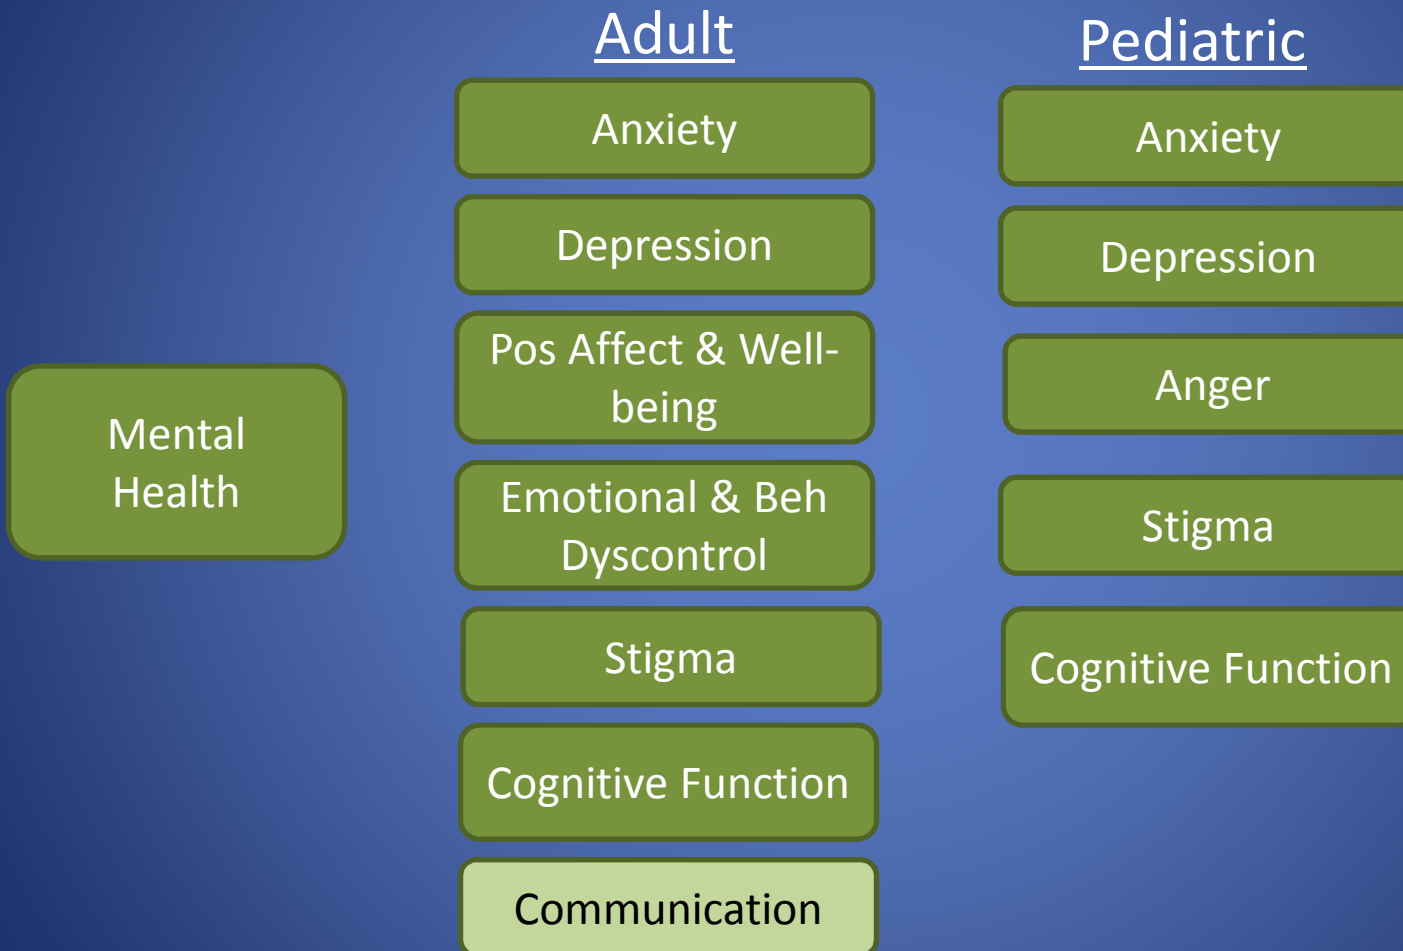 Adult
Pediatric
Mental
Health
Anxiety
Depression
Pos Affect & Well-
being
Emotional & Beh
Dyscontrol
Stigma
Cognitive Function
Communication
Anxiety
Depression
Anger
Stigma
Cognitive Function